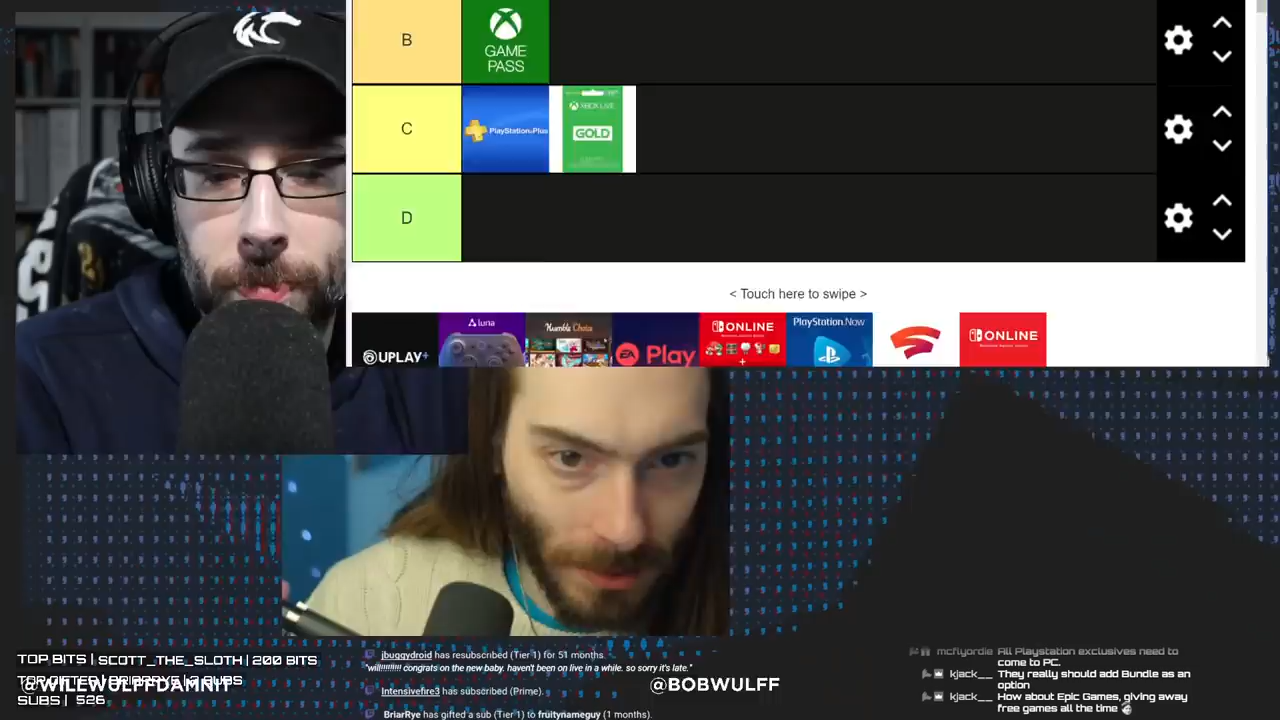 B
GAME
PASS
C
PlayStation Plus
XBOX LIVE
GOLD
D
< Touch here to swipe >
UPLAY+
luna
Humble Choice
EA Play
ONLINE
+
PlayStation Now
ONLINE
TOP BITS | SCOTT_THE_SLOTH | 200 BITS
@WILLWOLFFDAMNIT
SUBS | 526
jbuggydroid has resubscribed (Tier 1) for 51 months.
"will!!!!!!!!! congrats on the new baby. haven't been on live in a while. so sorry it's late."
Intensivefire3 has subscribed (Prime).
BriarRye has gifted a sub (Tier 1) to fruitynameguy (1 months).
@BOBWULFF
mcflyordie All Playstation exclusives need to
come to PC.
kjack__ They really should add Bundle as an
option
kjack__ How about Epic Games, giving away
free games all the time